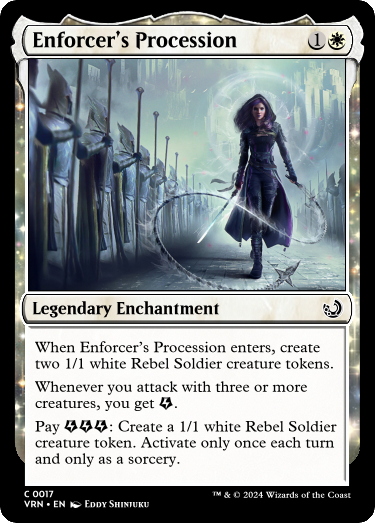 Enforcer's Procession 1
Legendary Enchantment
When Enforcer's Procession enters, create
two 1/1 white Rebel Soldier creature tokens.
Whenever you attack with three or more
creatures, you get .
Pay : Create a 1/1 white Rebel Soldier
creature token. Activate only once each turn
and only as a sorcery.
C 0017
VRN • EN Eddy Shinjuku
™ & © 2024 Wizards of the Coast